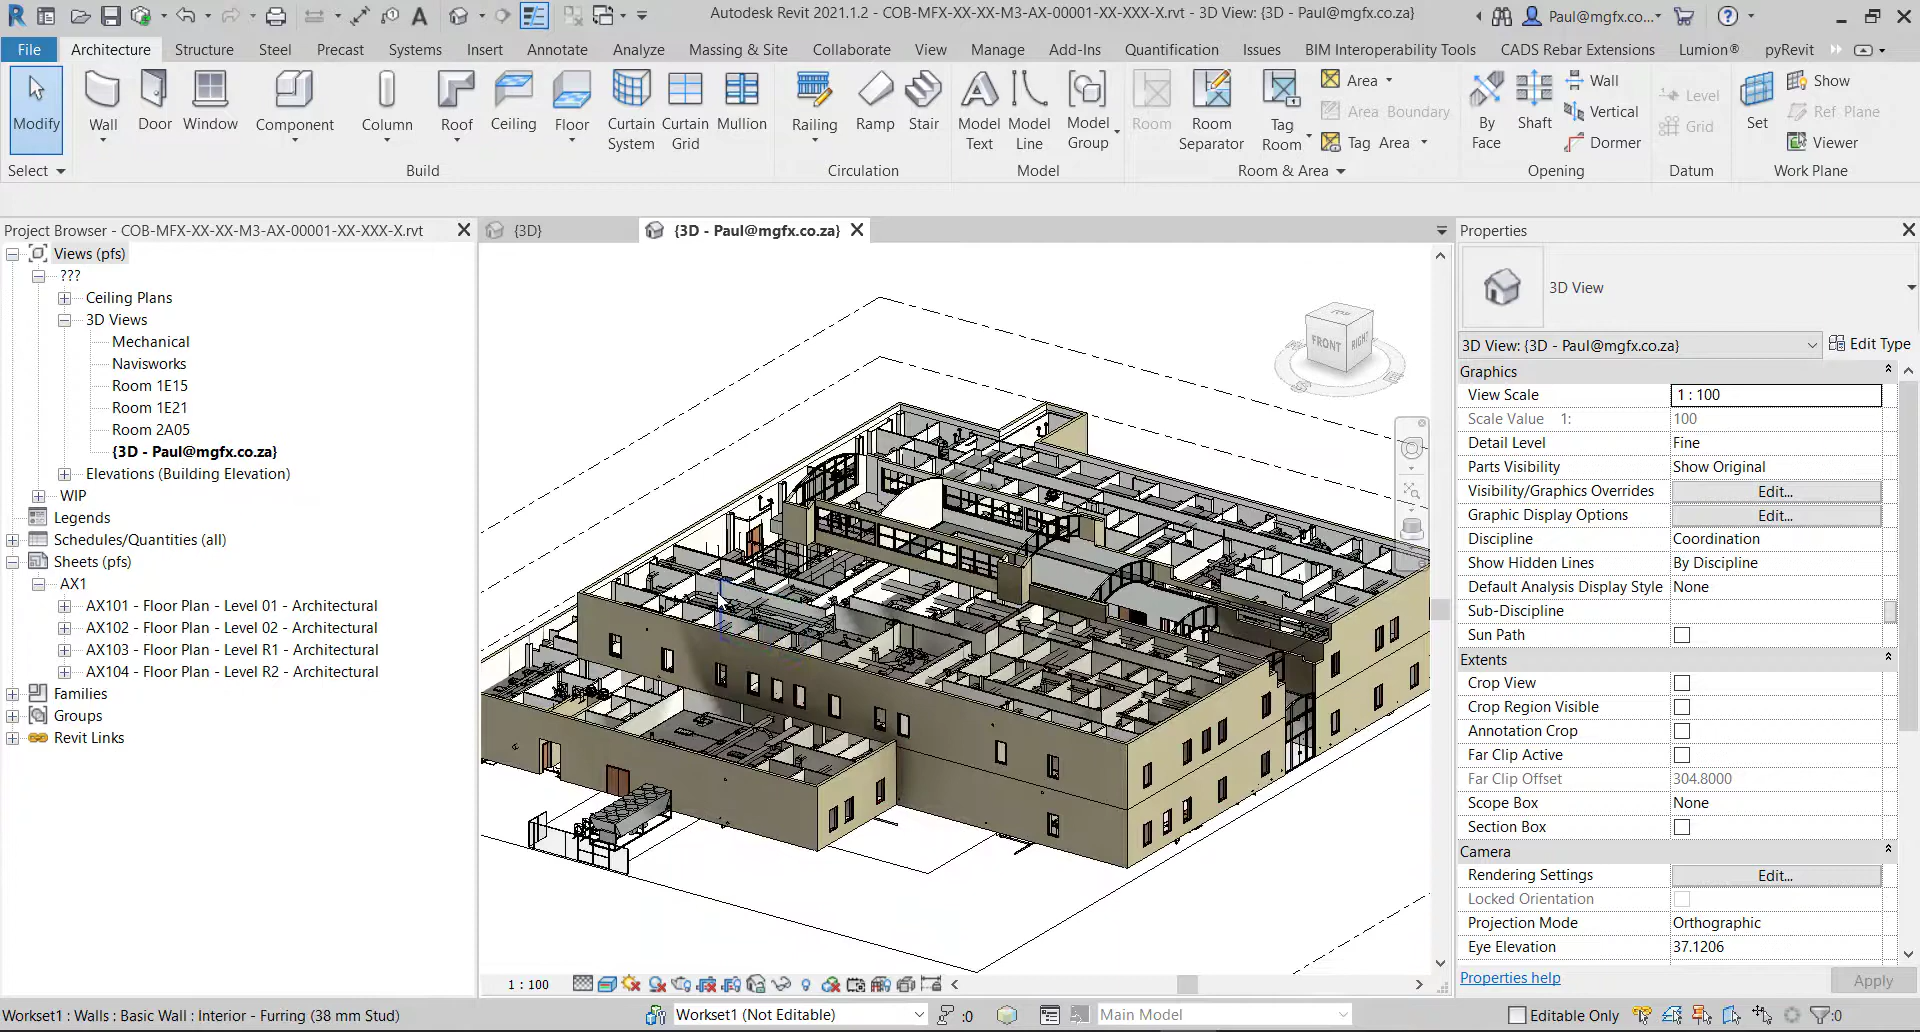 Autodesk Revit 2021.1.2 - COB-MFX-XX-XX-M3-AX-00001-XX-XXX-X.rvt - 3D View: {3D - Paul@mgfx.co.za}
Paul@mgfx.co...
File Architecture Structure Steel Precast Systems Insert Annotate Analyze Massing & Site Collaborate View Manage Add-Ins Quantification Issues BIM Interoperability Tools CADS Rebar Extensions Lumion® pyRevit
Modify
Wall
Door
Window
Component
Column
Roof
Ceiling
Floor
Curtain System
Curtain Grid
Mullion
Railing
Ramp
Stair
Model Text
Model Line
Model Group
Room
Room Separator
Tag Room
Area
Area Boundary
Tag Area
By Face
Shaft
Wall
Vertical
Dormer
Level
Grid
Set
Show
Ref Plane
Viewer
Select Build Circulation Model Room & Area Opening Datum Work Plane
Project Browser - COB-MFX-XX-XX-M3-AX-00001-XX-XXX-X.rvt
Views (pfs)
???
Ceiling Plans
3D Views
Mechanical
Navisworks
Room 1E15
Room 1E21
Room 2A05
{3D - Paul@mgfx.co.za}
Elevations (Building Elevation)
WIP
Legends
Schedules/Quantities (all)
Sheets (pfs)
AX1
AX101 - Floor Plan - Level 01 - Architectural
AX102 - Floor Plan - Level 02 - Architectural
AX103 - Floor Plan - Level R1 - Architectural
AX104 - Floor Plan - Level R2 - Architectural
Families
Groups
Revit Links
{3D}
{3D - Paul@mgfx.co.za}
FRONT
RIGHT
1 : 100
Properties
3D View
3D View: {3D - Paul@mgfx.co.za}
Edit Type
Graphics
View Scale 1 : 100
Scale Value 1: 100
Detail Level Fine
Parts Visibility Show Original
Visibility/Graphics Overrides Edit...
Graphic Display Options Edit...
Discipline Coordination
Show Hidden Lines By Discipline
Default Analysis Display Style None
Sub-Discipline
Sun Path
Extents
Crop View
Crop Region Visible
Annotation Crop
Far Clip Active
Far Clip Offset 304.8000
Scope Box None
Section Box
Camera
Rendering Settings Edit...
Locked Orientation
Projection Mode Orthographic
Eye Elevation 37.1206
Properties help
Apply
Workset1 : Walls : Basic Wall : Interior - Furring (38 mm Stud)
Workset1 (Not Editable)
:0
Main Model
Editable Only
:0